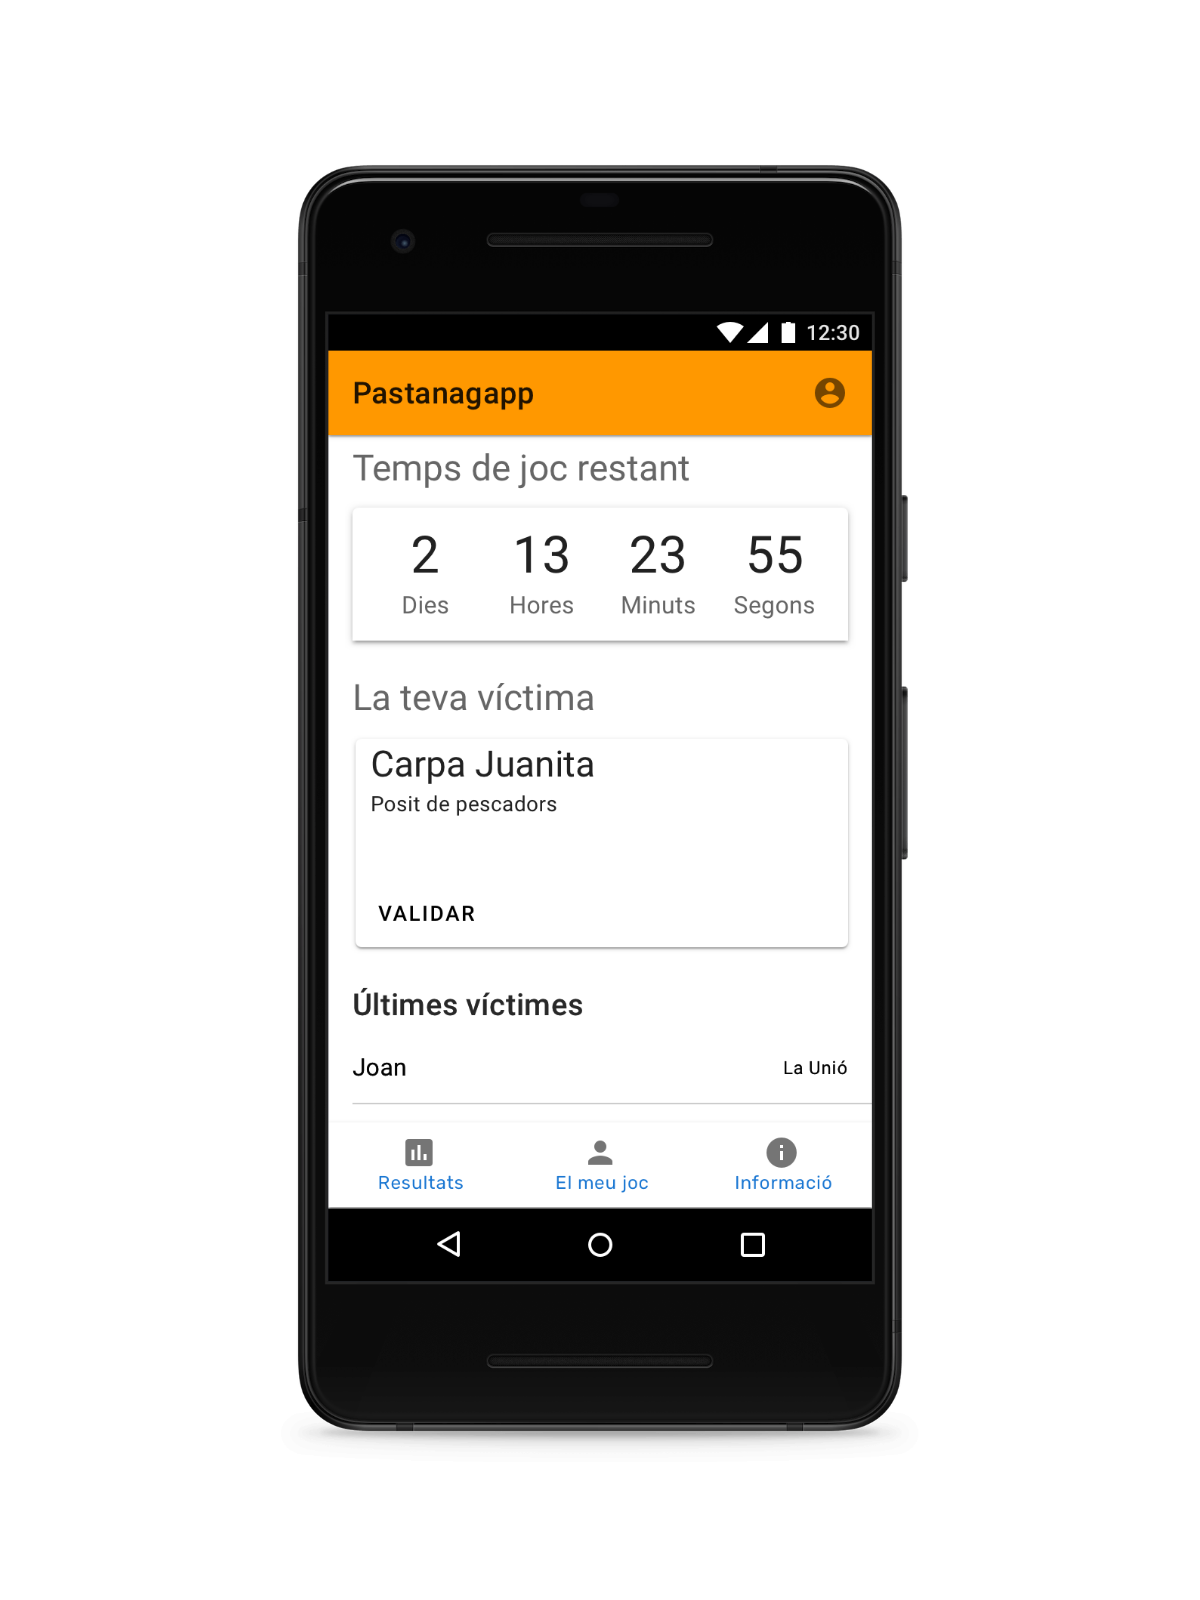 12:30
Pastanagapp
Temps de joc restant
2 13 23 55
Dies Hores Minuts Segons
La teva víctima
Carpa Juanita
Posit de pescadors
VALIDAR
Últimes víctimes
Joan La Unió
Resultats El meu joc Informació